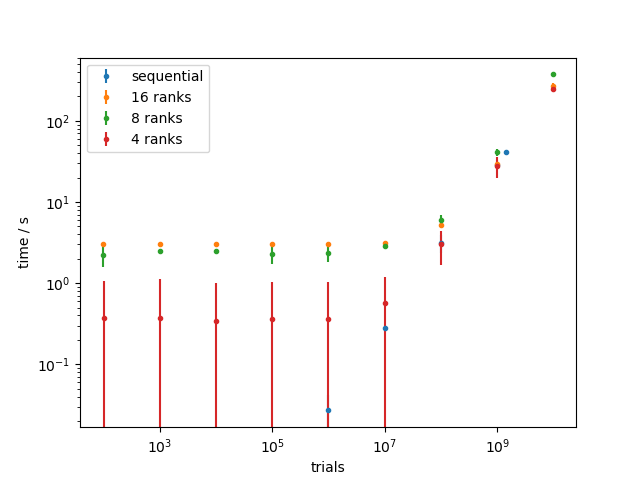 sequential
16 ranks
8 ranks
4 ranks
10²
10¹
10⁰
10⁻¹
time / s
10³
10⁵
10⁷
10⁹
trials